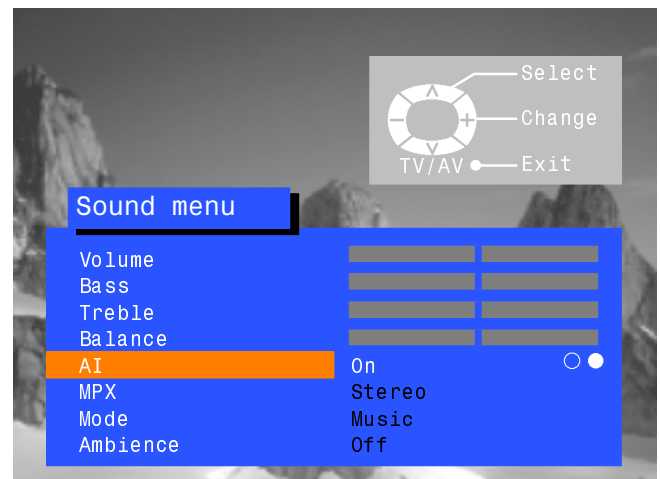 Select
Change
TV/AV Exit
Sound menu
Volume
Bass
Treble
Balance
AI On
MPX Stereo
Mode Music
Ambience Off